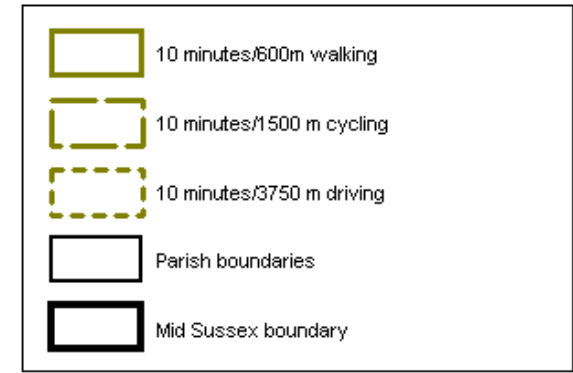 10 minutes/600m walking
10 minutes/1500 m cycling
10 minutes/3750 m driving
Parish boundaries
Mid Sussex boundary